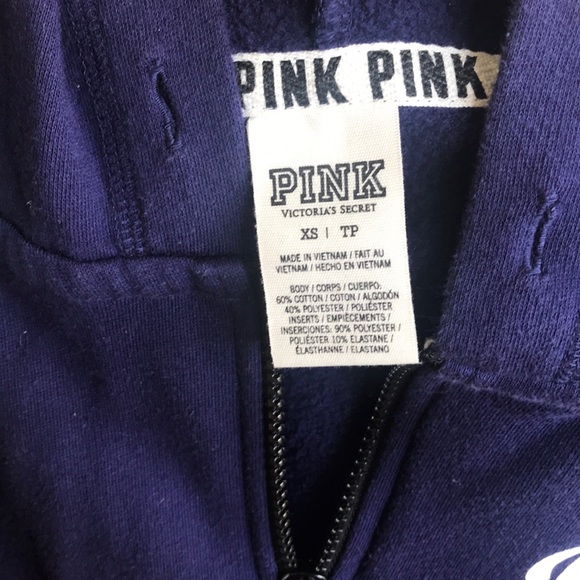 PINK PINK
PINK
VICTORIA'S SECRET
XS | TP
MADE IN VIETNAM / FAIT AU
VIETNAM / HECHO EN VIETNAM
BODY / CORPS / CUERPO:
60% COTTON / COTON / ALGODÓN
40% POLYESTER / POLIÉSTER
INSERTS / EMPIÈCEMENTS /
INSERCIONES: 90% POLYESTER /
POLIÉSTER 10% ELASTANE /
ÉLASTHANNE / ELASTANO